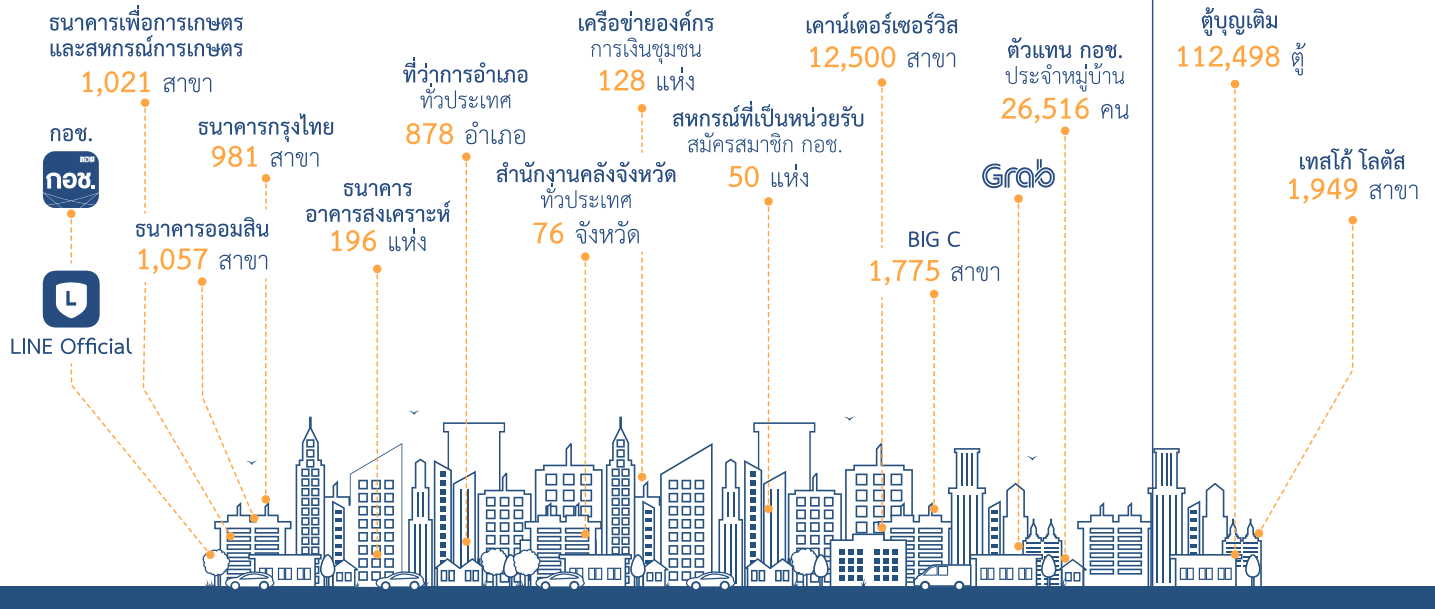 ธนาคารเพื่อการเกษตร
และสหกรณ์การเกษตร
1,021 สาขา
กอช.
กอช
กอช.
L
LINE Official
ธนาคารกรุงไทย
981 สาขา
ธนาคารออมสิน
1,057 สาขา
ธนาคาร
อาคารสงเคราะห์
196 แห่ง
ที่ว่าการอำเภอ
ทั่วประเทศ
878 อำเภอ
สำนักงานคลังจังหวัด
ทั่วประเทศ
76 จังหวัด
เครือข่ายองค์กร
การเงินชุมชน
128 แห่ง
สหกรณ์ที่เป็นหน่วยรับ
สมัครสมาชิก กอช.
50 แห่ง
เคาน์เตอร์เซอร์วิส
12,500 สาขา
BIG C
1,775 สาขา
Grab
ตัวแทน กอช.
ประจำหมู่บ้าน
26,516 คน
ตู้บุญเติม
112,498 ตู้
เทสโก้ โลตัส
1,949 สาขา